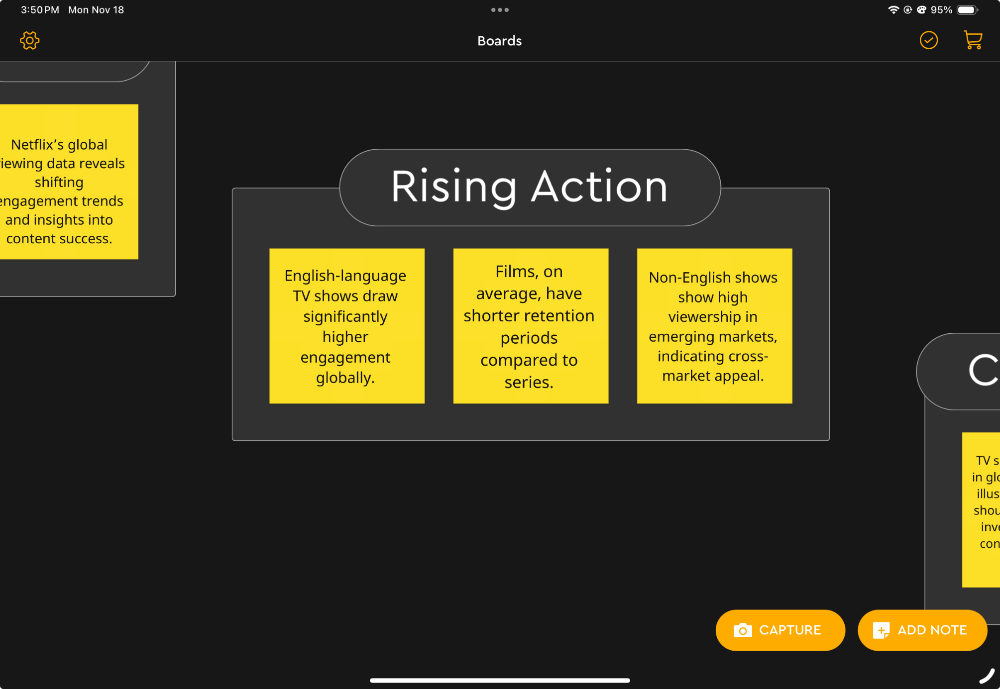 3:50 PM Mon Nov 18
95%
Boards
Netflix's global
iewing data reveals
shifting
engagement trends
and insights into
content success.
Rising Action
English-language
TV shows draw
significantly
higher
engagement
globally.
Films, on
average, have
shorter retention
periods
compared to
series.
Non-English shows
show high
viewership in
emerging markets,
indicating cross-
market appeal.
C
TV s
in glo
illus
shou
inve
con
CAPTURE
ADD NOTE